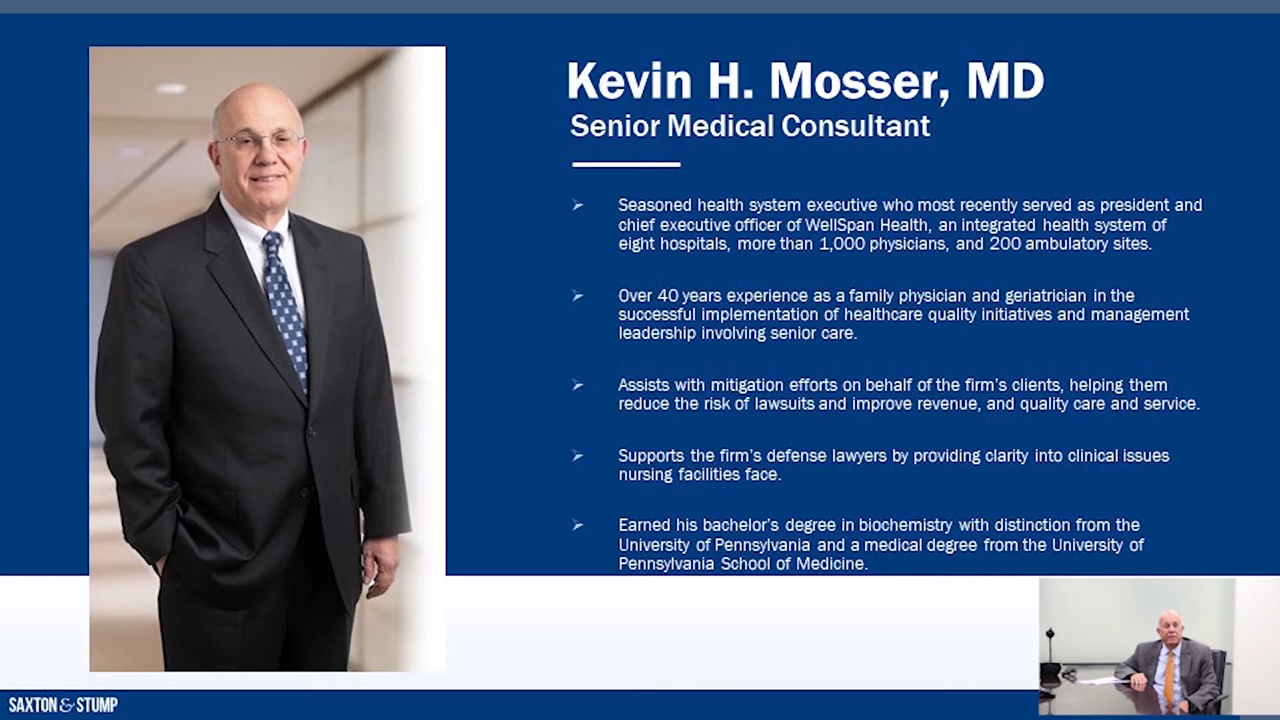 Kevin H. Mosser, MD
Senior Medical Consultant
Seasoned health system executive who most recently served as president and
chief executive officer of WellSpan Health, an integrated health system of
eight hospitals, more than 1,000 physicians, and 200 ambulatory sites.
Over 40 years experience as a family physician and geriatrician in the
successful implementation of healthcare quality initiatives and management
leadership involving senior care.
Assists with mitigation efforts on behalf of the firm's clients, helping them
reduce the risk of lawsuits and improve revenue, and quality care and service.
Supports the firm's defense lawyers by providing clarity into clinical issues
nursing facilities face.
Earned his bachelor's degree in biochemistry with distinction from the
University of Pennsylvania and a medical degree from the University of
Pennsylvania School of Medicine.
SAXTON & STUMP